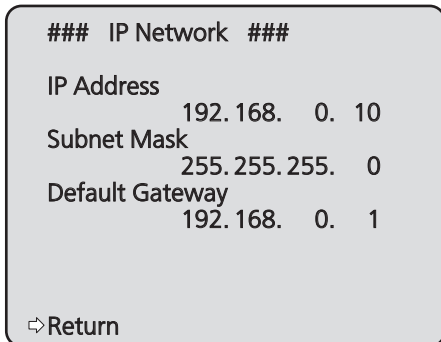 ### IP Network ###
IP Address
192. 168. 0. 10
Subnet Mask
255. 255. 255. 0
Default Gateway
192. 168. 0. 1
⇨Return